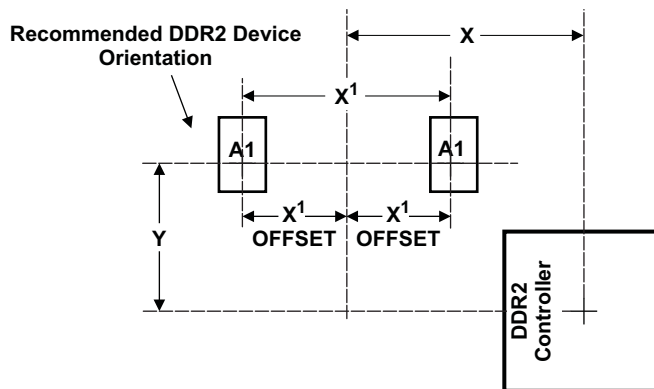 Recommended DDR2 Device
Orientation
X
X¹
A1
A1
X¹
X¹
OFFSET
OFFSET
Y
DDR2
Controller